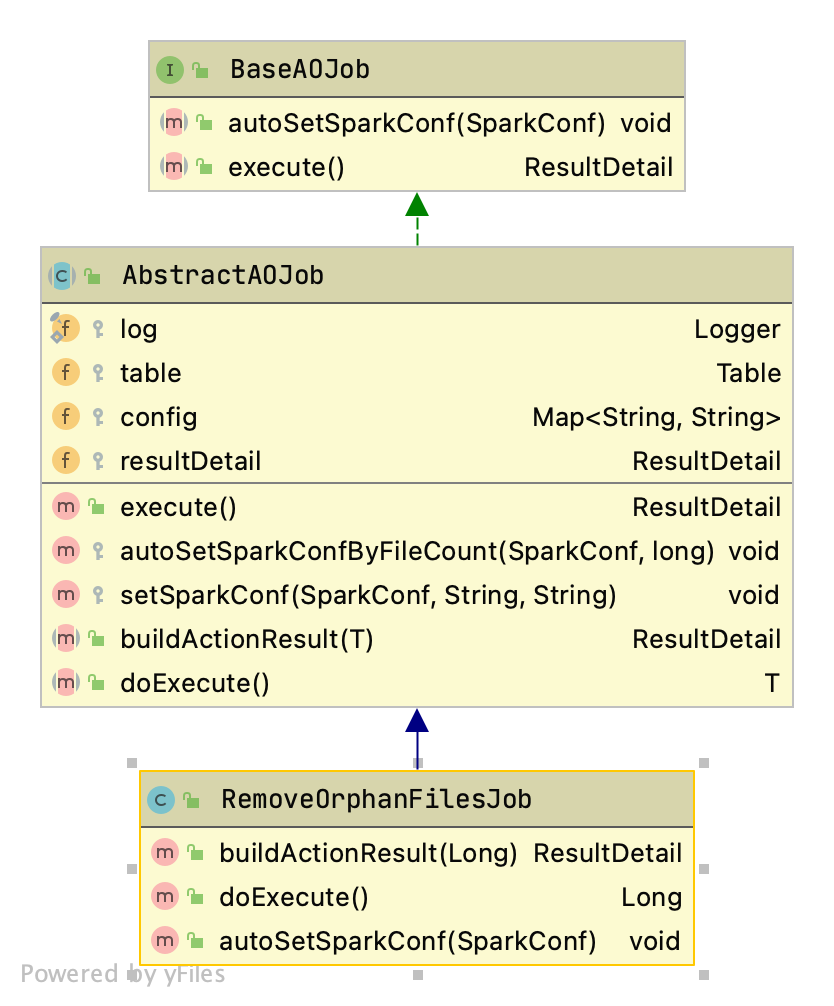 I BaseAOJob
m autoSetSparkConf(SparkConf) void
m execute() ResultDetail
C AbstractAOJob
f log Logger
f table Table
f config Map<String, String>
f resultDetail ResultDetail
m execute() ResultDetail
m autoSetSparkConfByFileCount(SparkConf, long) void
m setSparkConf(SparkConf, String, String) void
m buildActionResult(T) ResultDetail
m doExecute() T
C RemoveOrphanFilesJob
m buildActionResult(Long) ResultDetail
m doExecute() Long
m autoSetSparkConf(SparkConf) void
Powered by yFiles